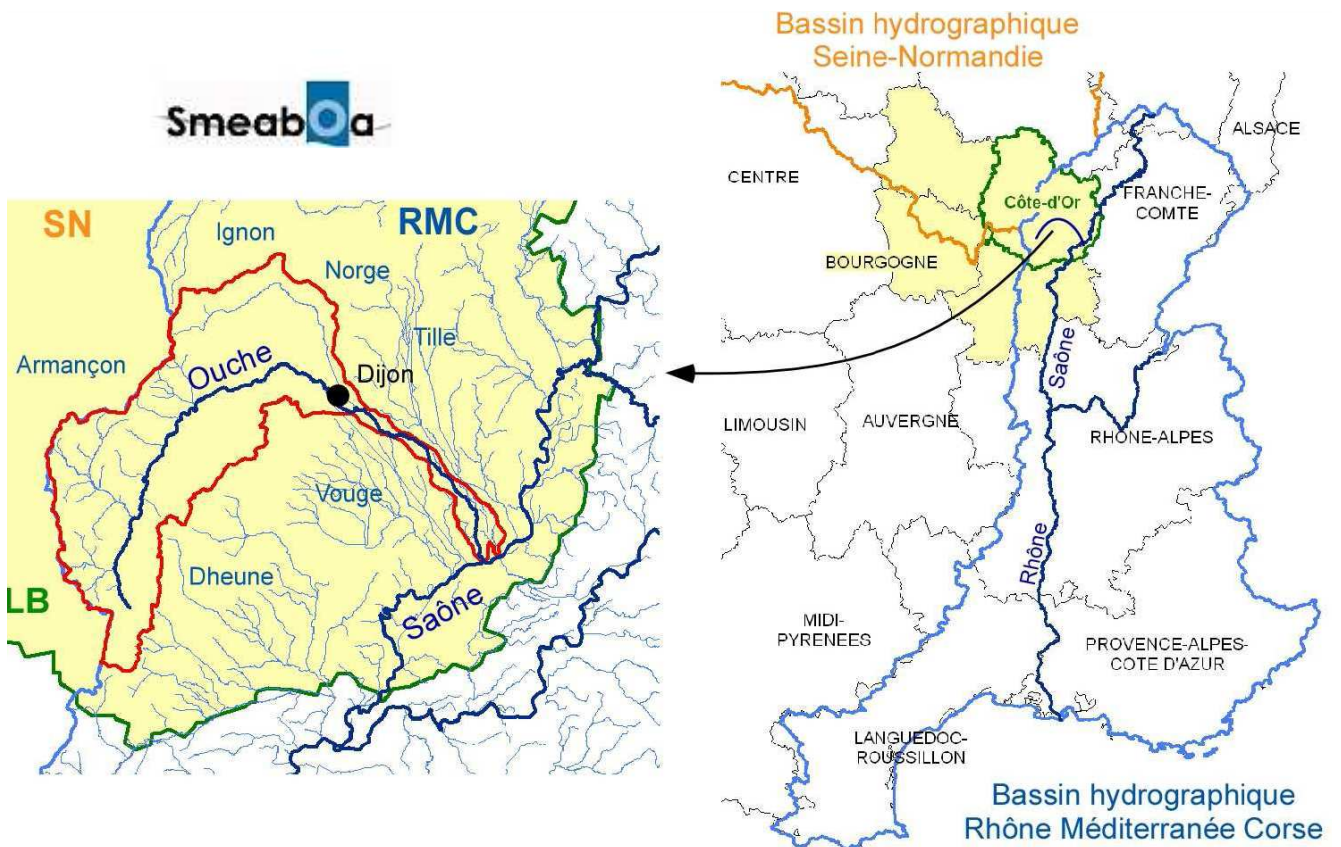 Smeaboa
SN
RMC
Ignon
Norge
Tille
Armançon
Ouche
Dijon
Vouge
Dheune
Saône
LB
Bassin hydrographique
Seine-Normandie
ALSACE
CENTRE
FRANCHE-
COMTE
Côte-d'Or
BOURGOGNE
Saône
LIMOUSIN
AUVERGNE
RHONE-ALPES
Rhône
MIDI-
PYRENEES
PROVENCE-ALPES-
COTE D'AZUR
LANGUEDOC-
ROUSSILLON
Bassin hydrographique
Rhône Méditerranée Corse